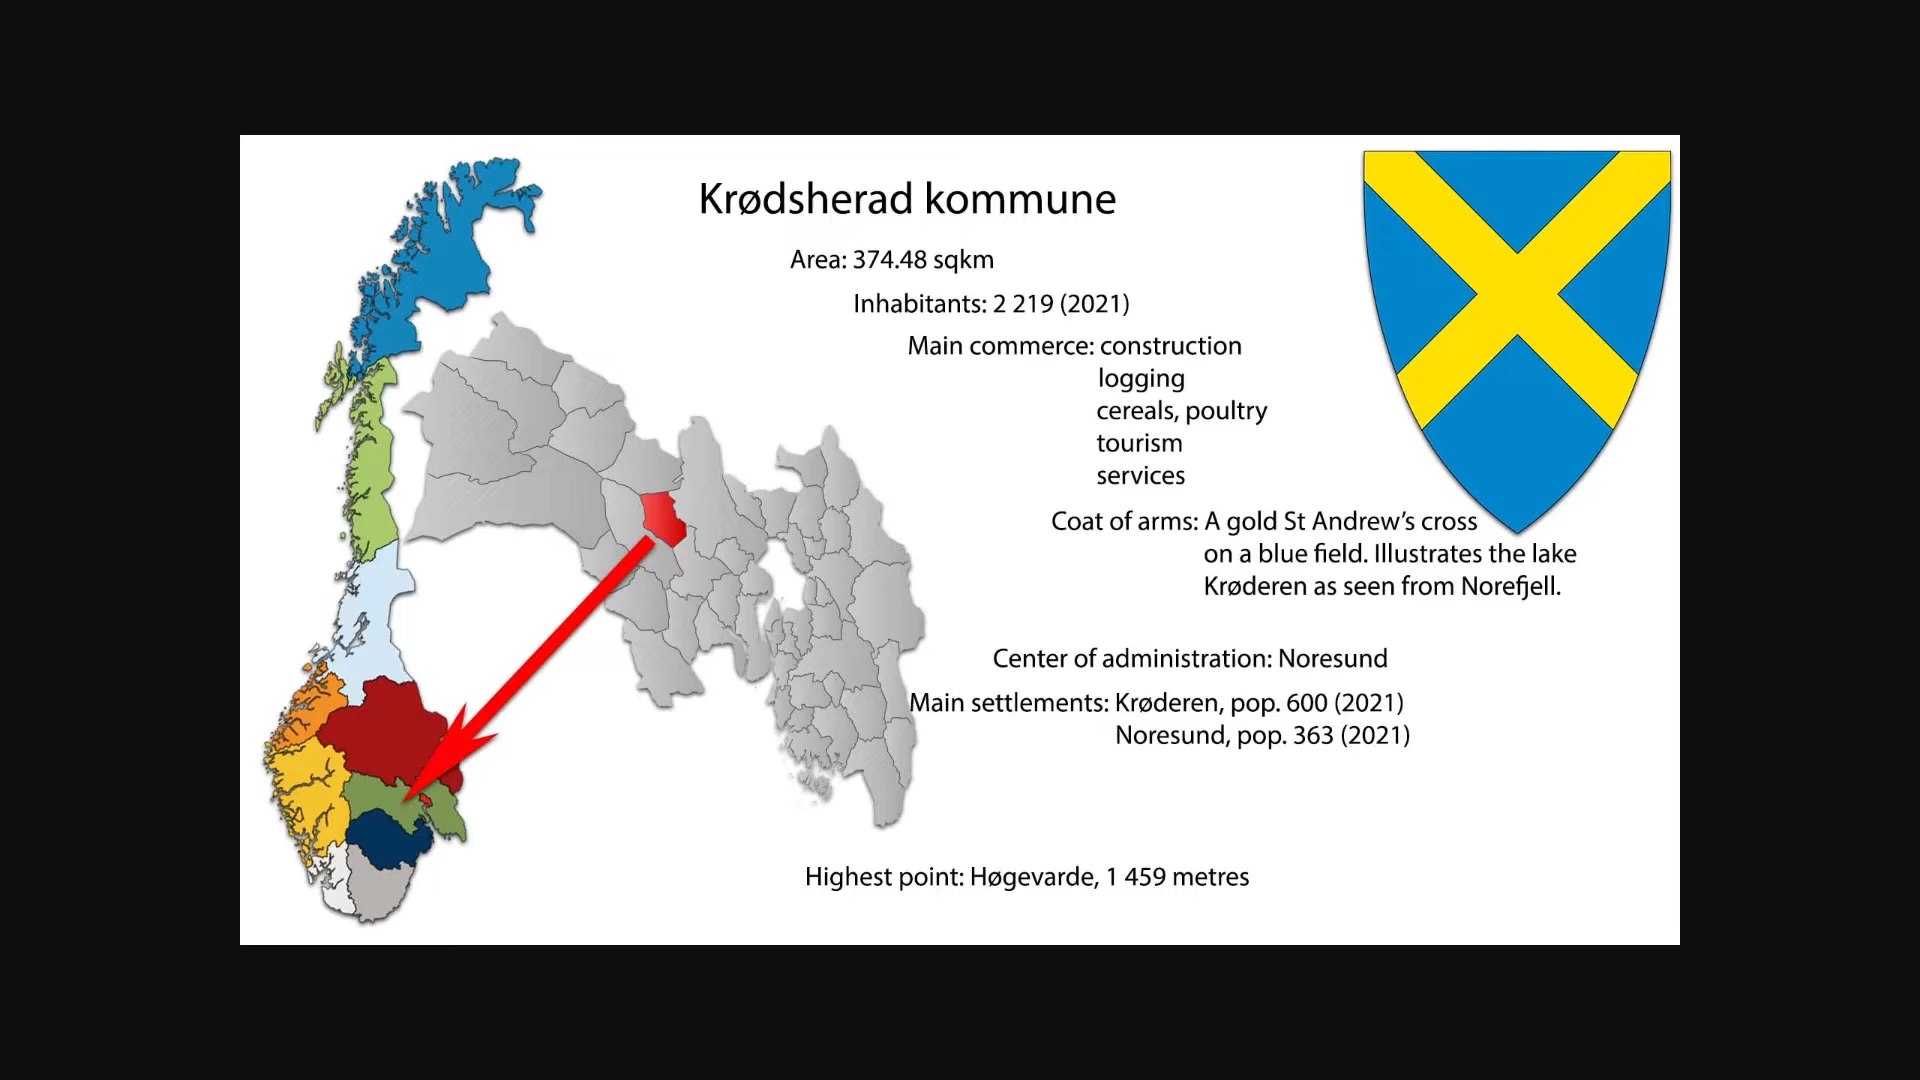 Krødsherad kommune
Area: 374.48 sqkm
Inhabitants: 2 219 (2021)
Main commerce: construction
logging
cereals, poultry
tourism
services
Coat of arms: A gold St Andrew’s cross
on a blue field. Illustrates the lake
Krøderen as seen from Norefjell.
Center of administration: Noresund
Main settlements: Krøderen, pop. 600 (2021)
Noresund, pop. 363 (2021)
Highest point: Høgevarde, 1 459 metres